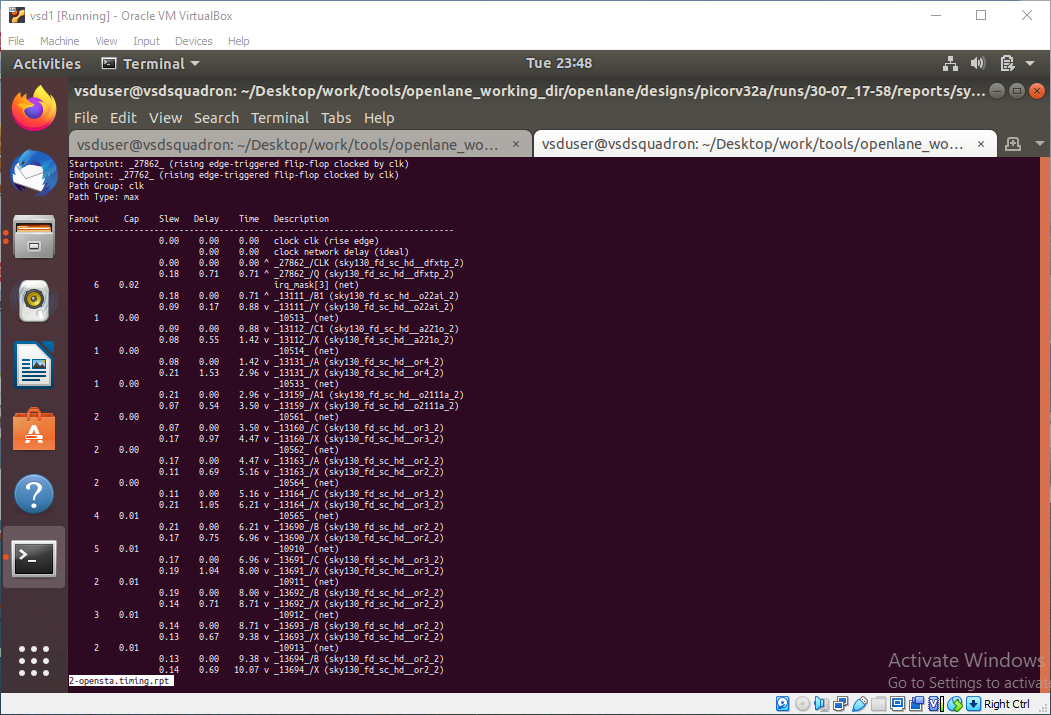 vsd1 [Running] - Oracle VM VirtualBox
File Machine View Input Devices Help
Activities Terminal Tue 23:48
vsduser@vsdsquadron: ~/Desktop/work/tools/openlane_working_dir/openlane/designs/picorv32a/runs/30-07_17-58/reports/sy...
File Edit View Search Terminal Tabs Help
vsduser@vsdsquadron: ~/Desktop/work/tools/openlane_wo... × vsduser@vsdsquadron: ~/Desktop/work/tools/openlane_wo... ×
Startpoint: _27862_ (rising edge-triggered flip-flop clocked by clk)
Endpoint: _27762_ (rising edge-triggered flip-flop clocked by clk)
Path Group: clk
Path Type: max
Fanout Cap Slew Delay Time Description
-----------------------------------------------------------------------------
0.00 0.00 0.00 clock clk (rise edge)
0.00 0.00 clock network delay (ideal)
0.00 0.00 0.00 ^ _27862_/CLK (sky130_fd_sc_hd__dfxtp_2)
0.18 0.71 0.71 ^ _27862_/Q (sky130_fd_sc_hd__dfxtp_2)
6 0.02 irq_mask[3] (net)
0.18 0.00 0.71 ^ _13111_/B1 (sky130_fd_sc_hd__o22ai_2)
0.09 0.17 0.88 v _13111_/Y (sky130_fd_sc_hd__o22ai_2)
1 0.00 _10513_ (net)
0.09 0.00 0.88 v _13112_/C1 (sky130_fd_sc_hd__a221o_2)
0.08 0.55 1.42 v _13112_/X (sky130_fd_sc_hd__a221o_2)
1 0.00 _10514_ (net)
0.08 0.00 1.42 v _13131_/A (sky130_fd_sc_hd__or4_2)
0.21 1.53 2.96 v _13131_/X (sky130_fd_sc_hd__or4_2)
1 0.00 _10533_ (net)
0.21 0.00 2.96 v _13159_/A1 (sky130_fd_sc_hd__o2111a_2)
0.07 0.54 3.50 v _13159_/X (sky130_fd_sc_hd__o2111a_2)
2 0.00 _10561_ (net)
0.07 0.00 3.50 v _13160_/C (sky130_fd_sc_hd__or3_2)
0.17 0.97 4.47 v _13160_/X (sky130_fd_sc_hd__or3_2)
2 0.00 _10562_ (net)
0.17 0.00 4.47 v _13163_/A (sky130_fd_sc_hd__or2_2)
0.11 0.69 5.16 v _13163_/X (sky130_fd_sc_hd__or2_2)
2 0.00 _10564_ (net)
0.11 0.00 5.16 v _13164_/C (sky130_fd_sc_hd__or3_2)
0.21 1.05 6.21 v _13164_/X (sky130_fd_sc_hd__or3_2)
4 0.01 _10565_ (net)
0.21 0.00 6.21 v _13690_/B (sky130_fd_sc_hd__or2_2)
0.17 0.75 6.96 v _13690_/X (sky130_fd_sc_hd__or2_2)
5 0.01 _10910_ (net)
0.17 0.00 6.96 v _13691_/C (sky130_fd_sc_hd__or3_2)
0.19 1.04 8.00 v _13691_/X (sky130_fd_sc_hd__or3_2)
2 0.01 _10911_ (net)
0.19 0.00 8.00 v _13692_/B (sky130_fd_sc_hd__or2_2)
0.14 0.71 8.71 v _13692_/X (sky130_fd_sc_hd__or2_2)
3 0.01 _10912_ (net)
0.14 0.00 8.71 v _13693_/B (sky130_fd_sc_hd__or2_2)
0.13 0.67 9.38 v _13693_/X (sky130_fd_sc_hd__or2_2)
2 0.01 _10913_ (net)
0.13 0.00 9.38 v _13694_/B (sky130_fd_sc_hd__or2_2)
0.14 0.69 10.07 v _13694_/X (sky130_fd_sc_hd__or2_2)
2-opensta.timing.rpt
Activate Windows
Go to Settings to activate
Right Ctrl